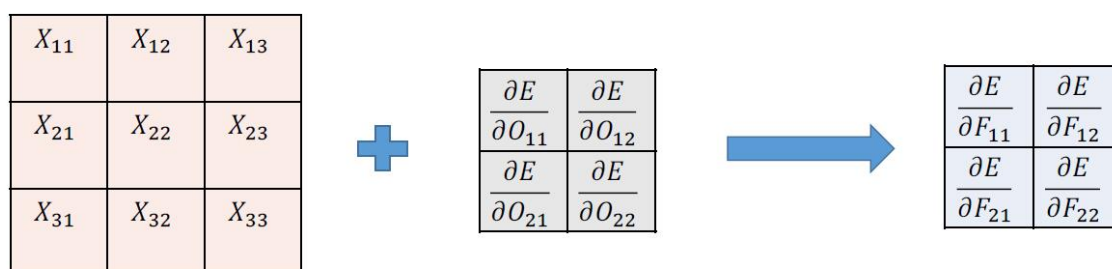 X₁₁ X₁₂ X₁₃
X₂₁ X₂₂ X₂₃
X₃₁ X₃₂ X₃₃
∂E/∂O₁₁ ∂E/∂O₁₂
∂E/∂O₂₁ ∂E/∂O₂₂
∂E/∂F₁₁ ∂E/∂F₁₂
∂E/∂F₂₁ ∂E/∂F₂₂